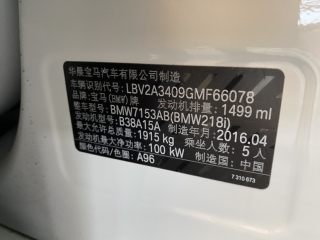 华晨宝马汽车有限公司制造
车辆识别代号: LBV2A3409GMF66078
品牌: 宝马(BMW)牌 发动机排量: 1499 ml
整车型号: BMW7153AB(BMW218i)
发动机型号: B38A15A 制造年月: 2016.04
最大允许总质量: 1915 kg 乘坐人数: 5 人
发动机最大净功率: 100 kW 制造国: 中国
颜色代码/色: A96
7 310 873